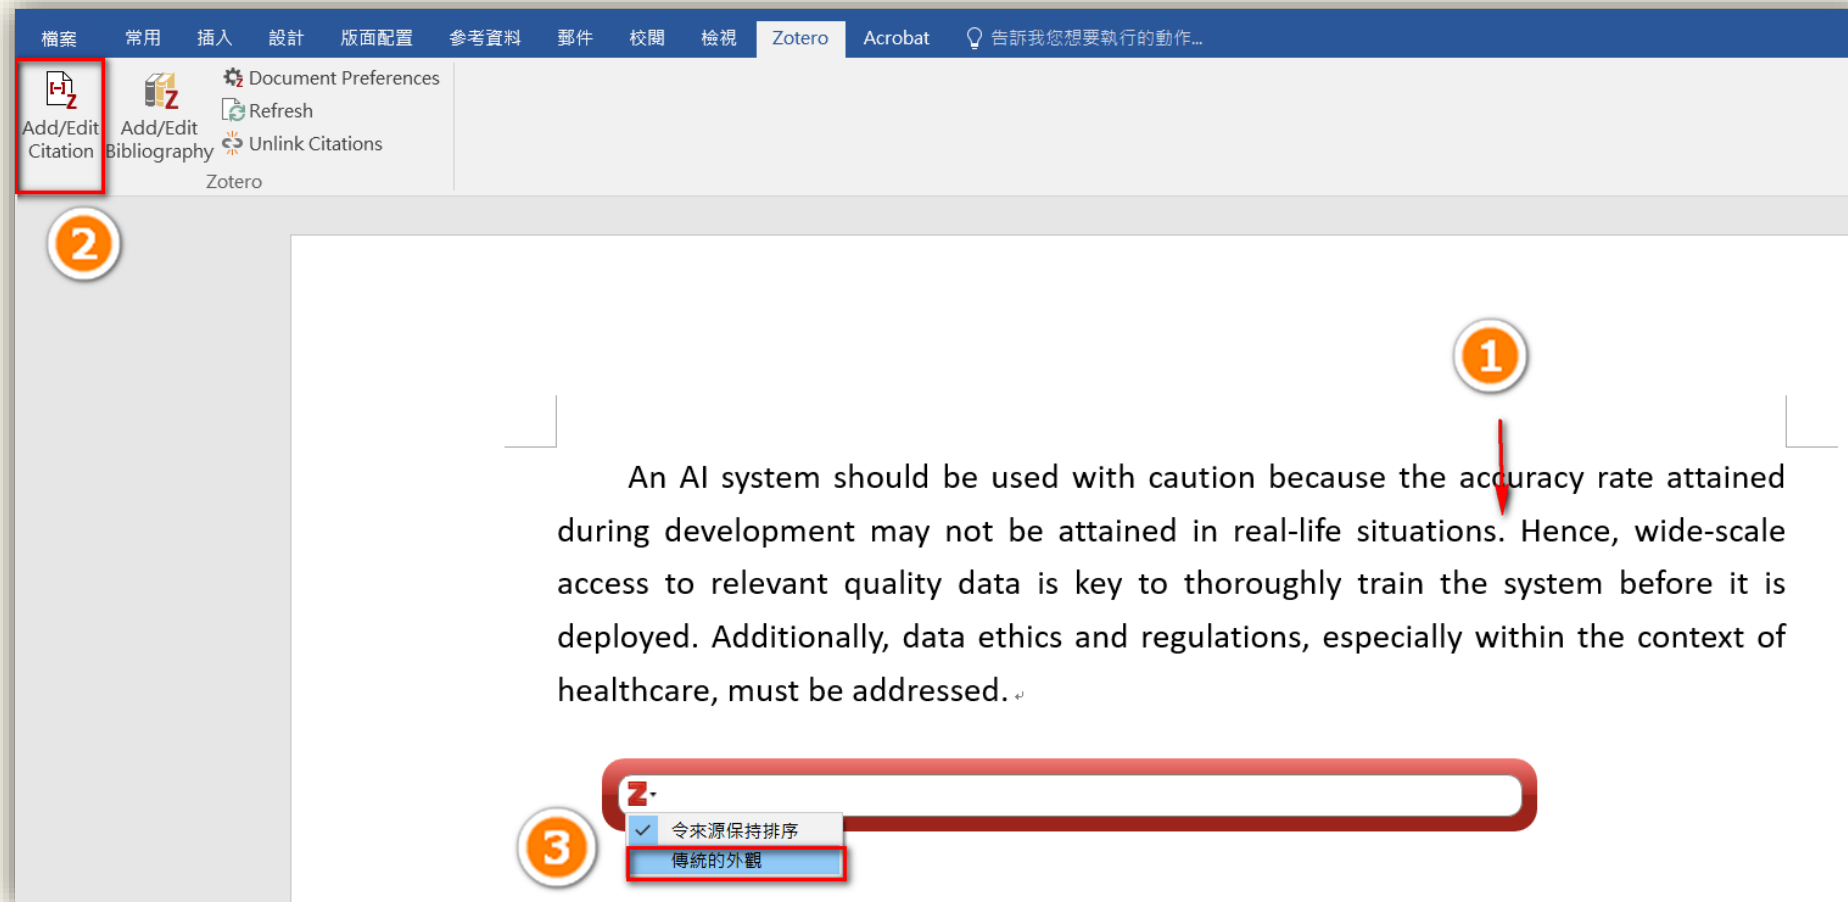 檔案 常用 插入 設計 版面配置 參考資料 郵件 校閱 檢視 Zotero Acrobat 告訴我您想要執行的動作...
Add/Edit Citation
Add/Edit Bibliography
Document Preferences
Refresh
Unlink Citations
Zotero
2
1
An AI system should be used with caution because the accuracy rate attained
during development may not be attained in real-life situations. Hence, wide-scale
access to relevant quality data is key to thoroughly train the system before it is
deployed. Additionally, data ethics and regulations, especially within the context of
healthcare, must be addressed.
Z
3
令來源保持排序
傳統的外觀